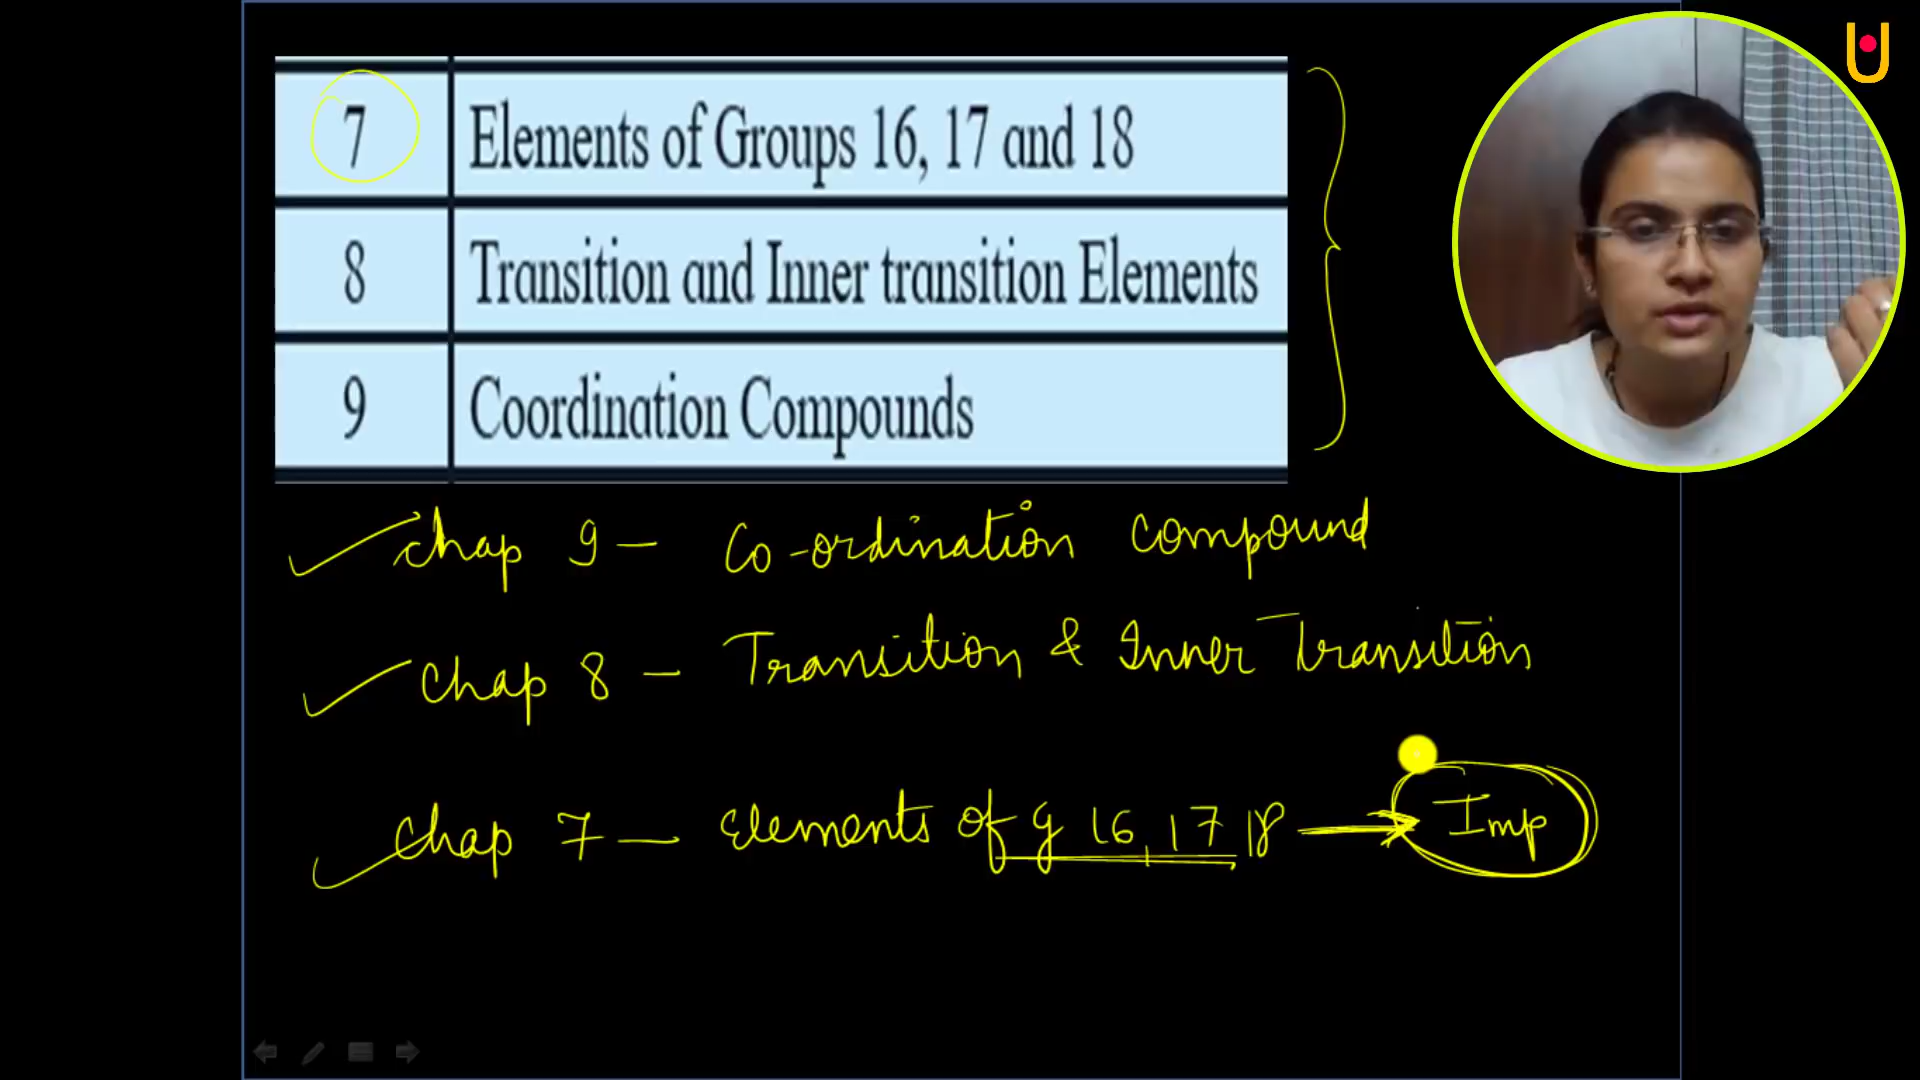 7 Elements of Groups 16, 17 and 18
8 Transition and Inner transition Elements
9 Coordination Compounds
Chap 9 - Co-ordination compound
Chap 8 - Transition & Inner Transition
Chap 7 - Elements of g 16, 17, 18 → Imp